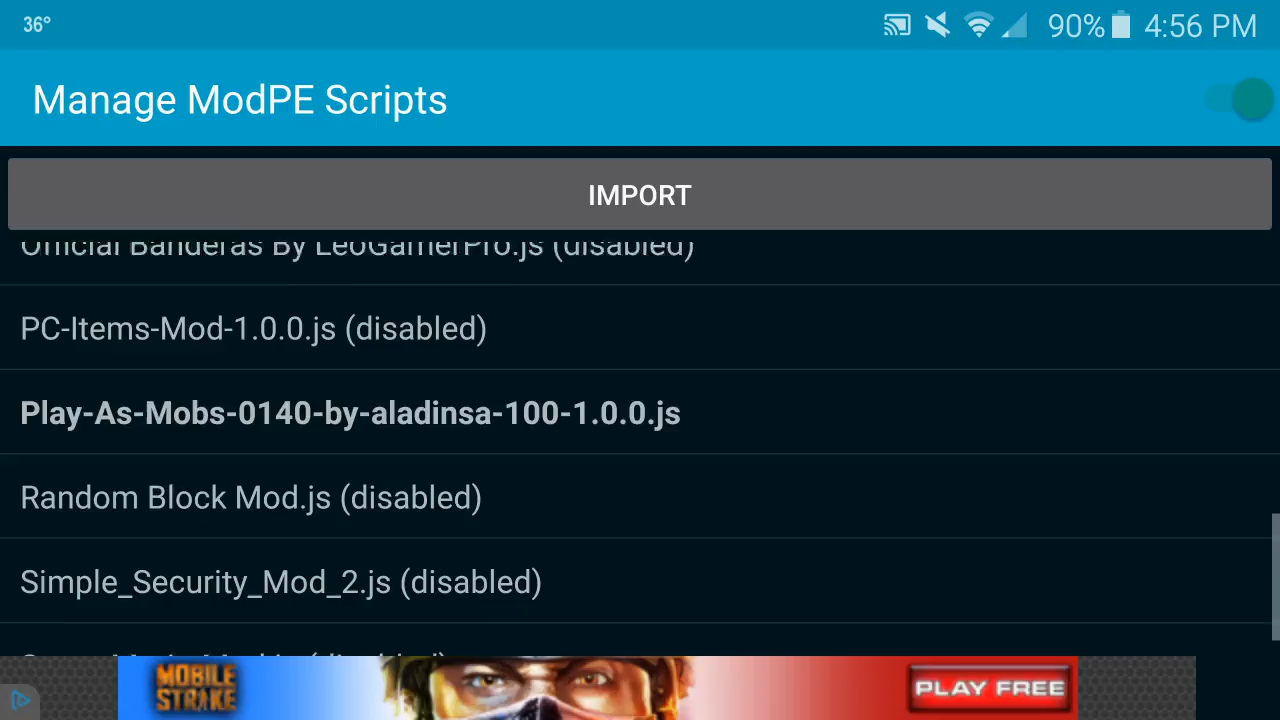 36°
90% 4:56 PM
Manage ModPE Scripts
IMPORT
Official Banderas By LeoGamerPro.js (disabled)
PC-Items-Mod-1.0.0.js (disabled)
Play-As-Mobs-0140-by-aladinsa-100-1.0.0.js
Random Block Mod.js (disabled)
Simple_Security_Mod_2.js (disabled)
MOBILE
STRIKE
PLAY FREE